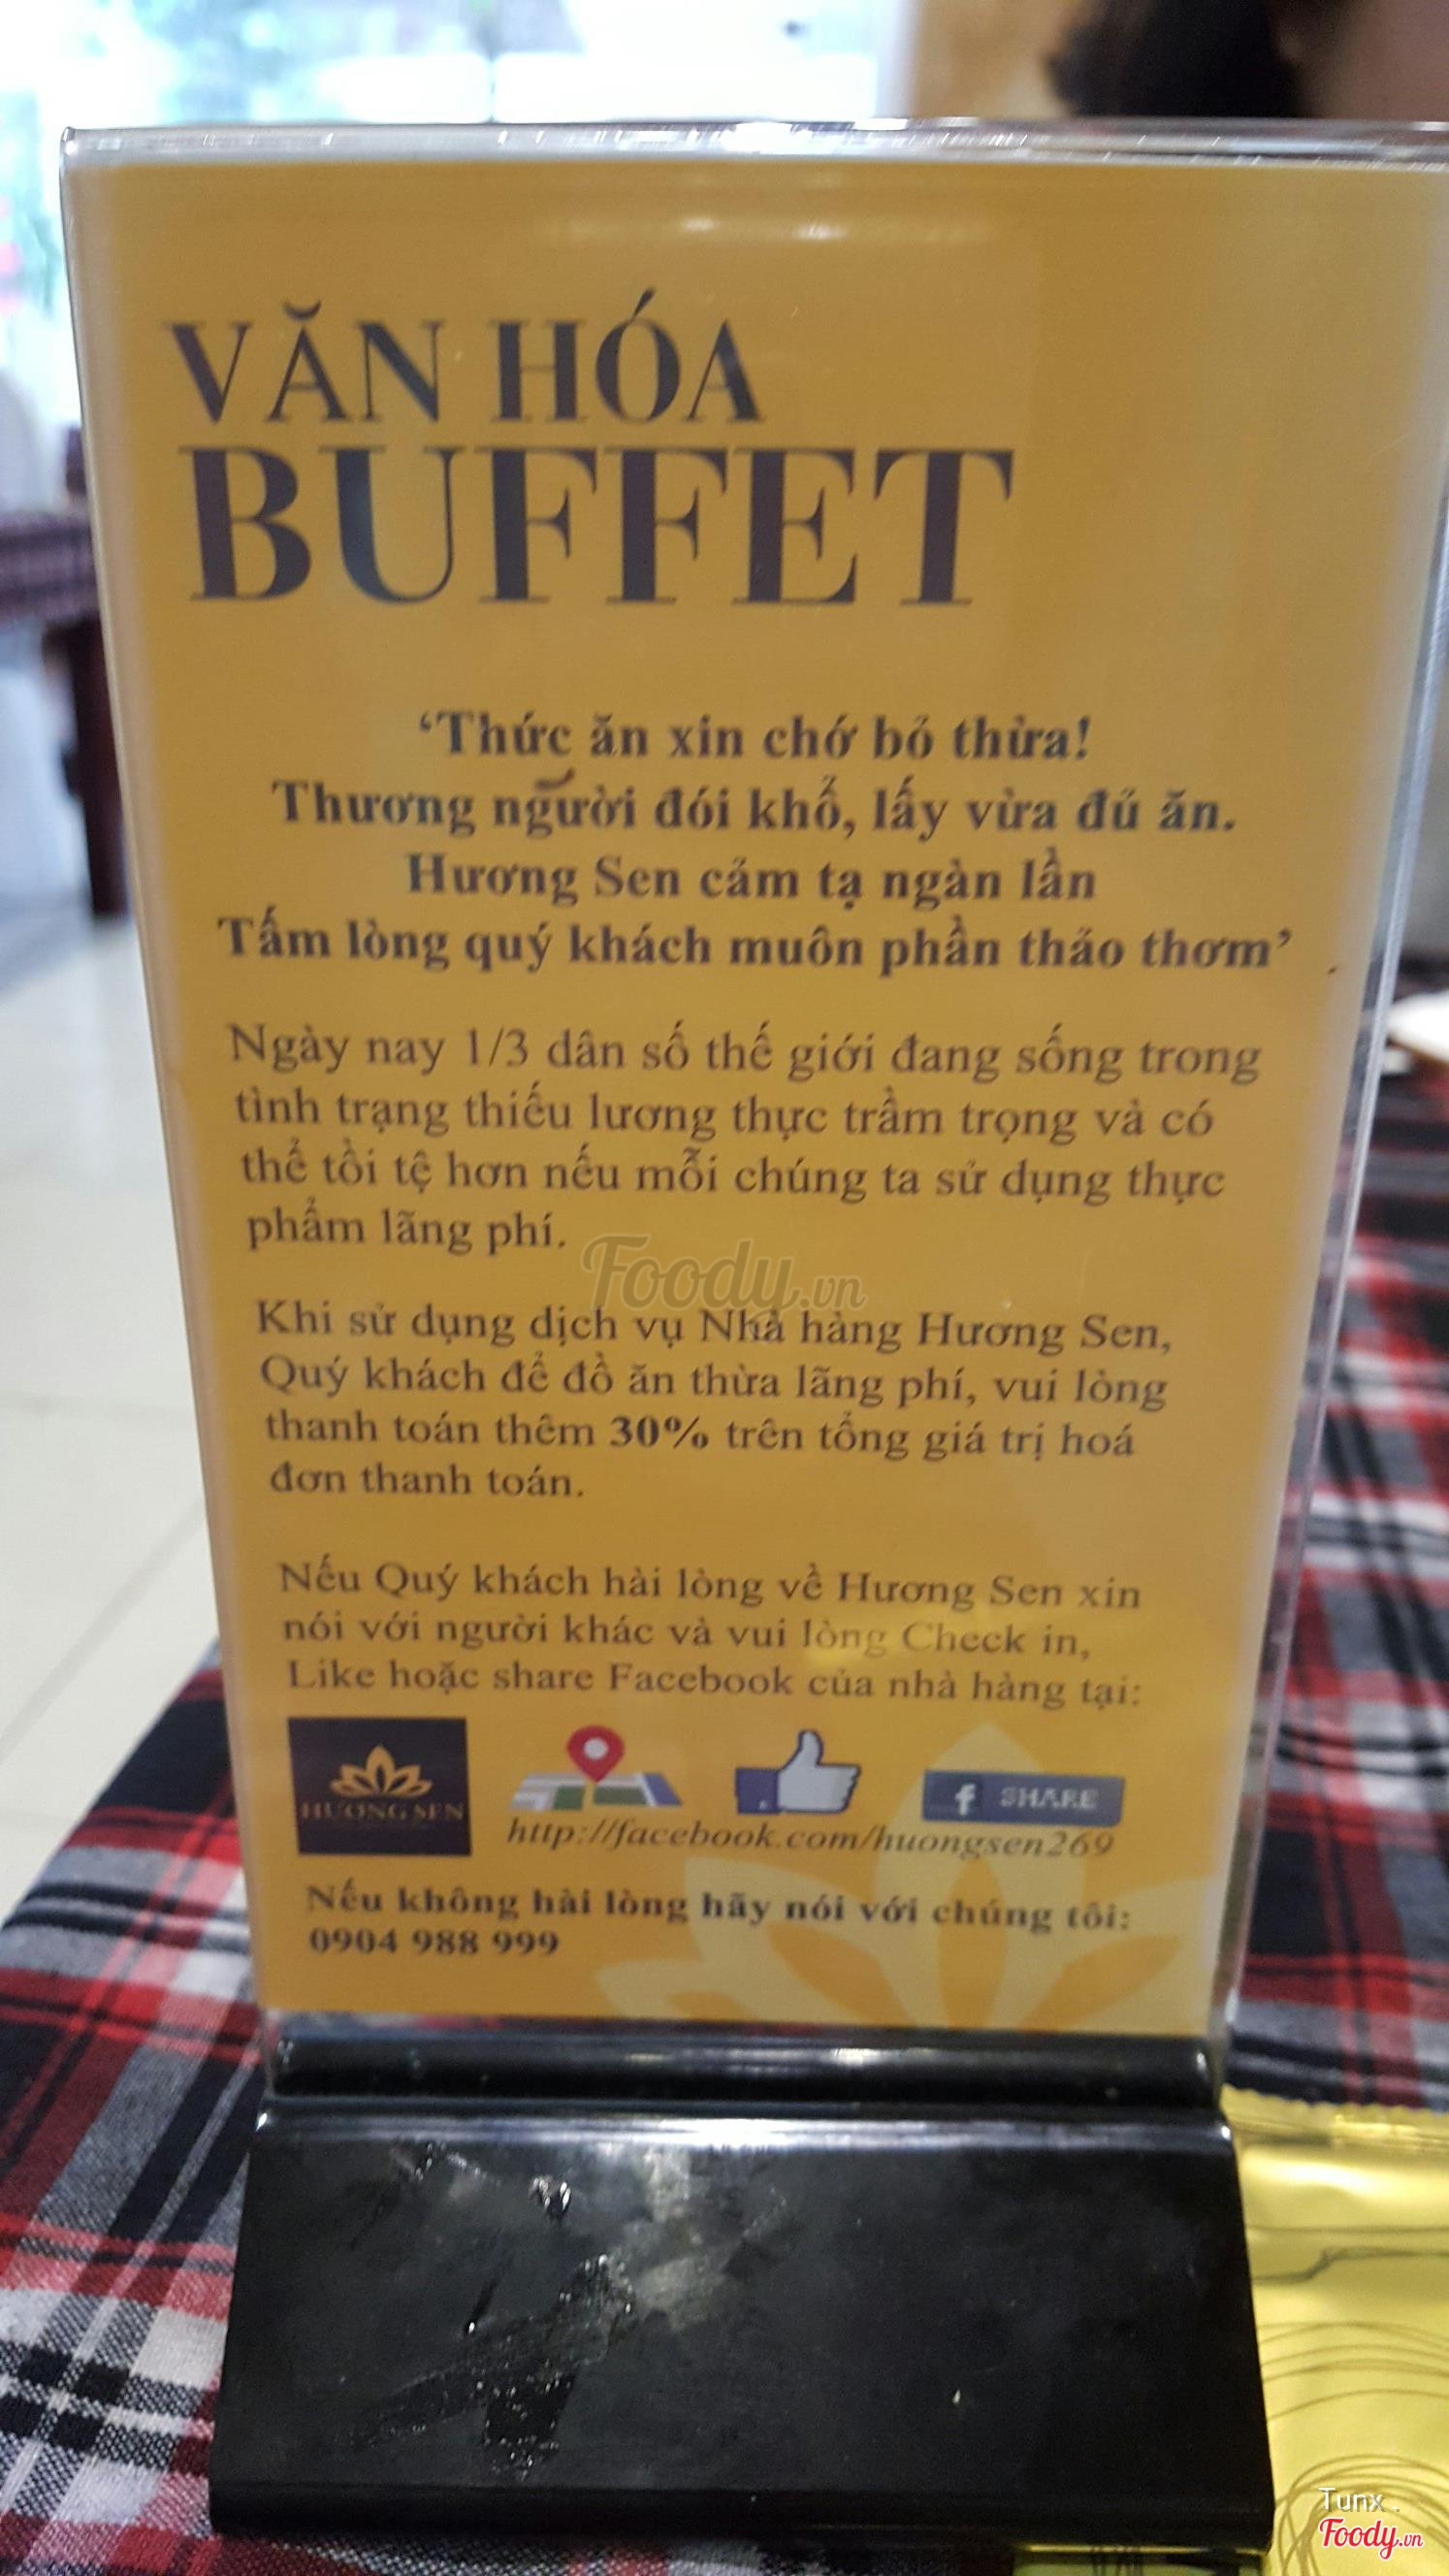 VĂN HÓA
BUFFET
‘Thức ăn xin chớ bỏ thừa!
Thương người đói khổ, lấy vừa đủ ăn.
Hương Sen cảm tạ ngàn lần
Tấm lòng quý khách muôn phần thảo thơm’
Ngày nay 1/3 dân số thế giới đang sống trong
tình trạng thiếu lương thực trầm trọng và có
thể tồi tệ hơn nếu mỗi chúng ta sử dụng thực
phẩm lãng phí.
Foody.vn
Khi sử dụng dịch vụ Nhà hàng Hương Sen,
Quý khách để đồ ăn thừa lãng phí, vui lòng
thanh toán thêm 30% trên tổng giá trị hoá
đơn thanh toán.
Nếu Quý khách hài lòng về Hương Sen xin
nói với người khác và vui lòng Check in,
Like hoặc share Facebook của nhà hàng tại:
HƯƠNG SEN
f SHARE
http://facebook.com/huongsen269
Nếu không hài lòng hãy nói với chúng tôi:
0904 988 999
Tunx .
Foody.vn